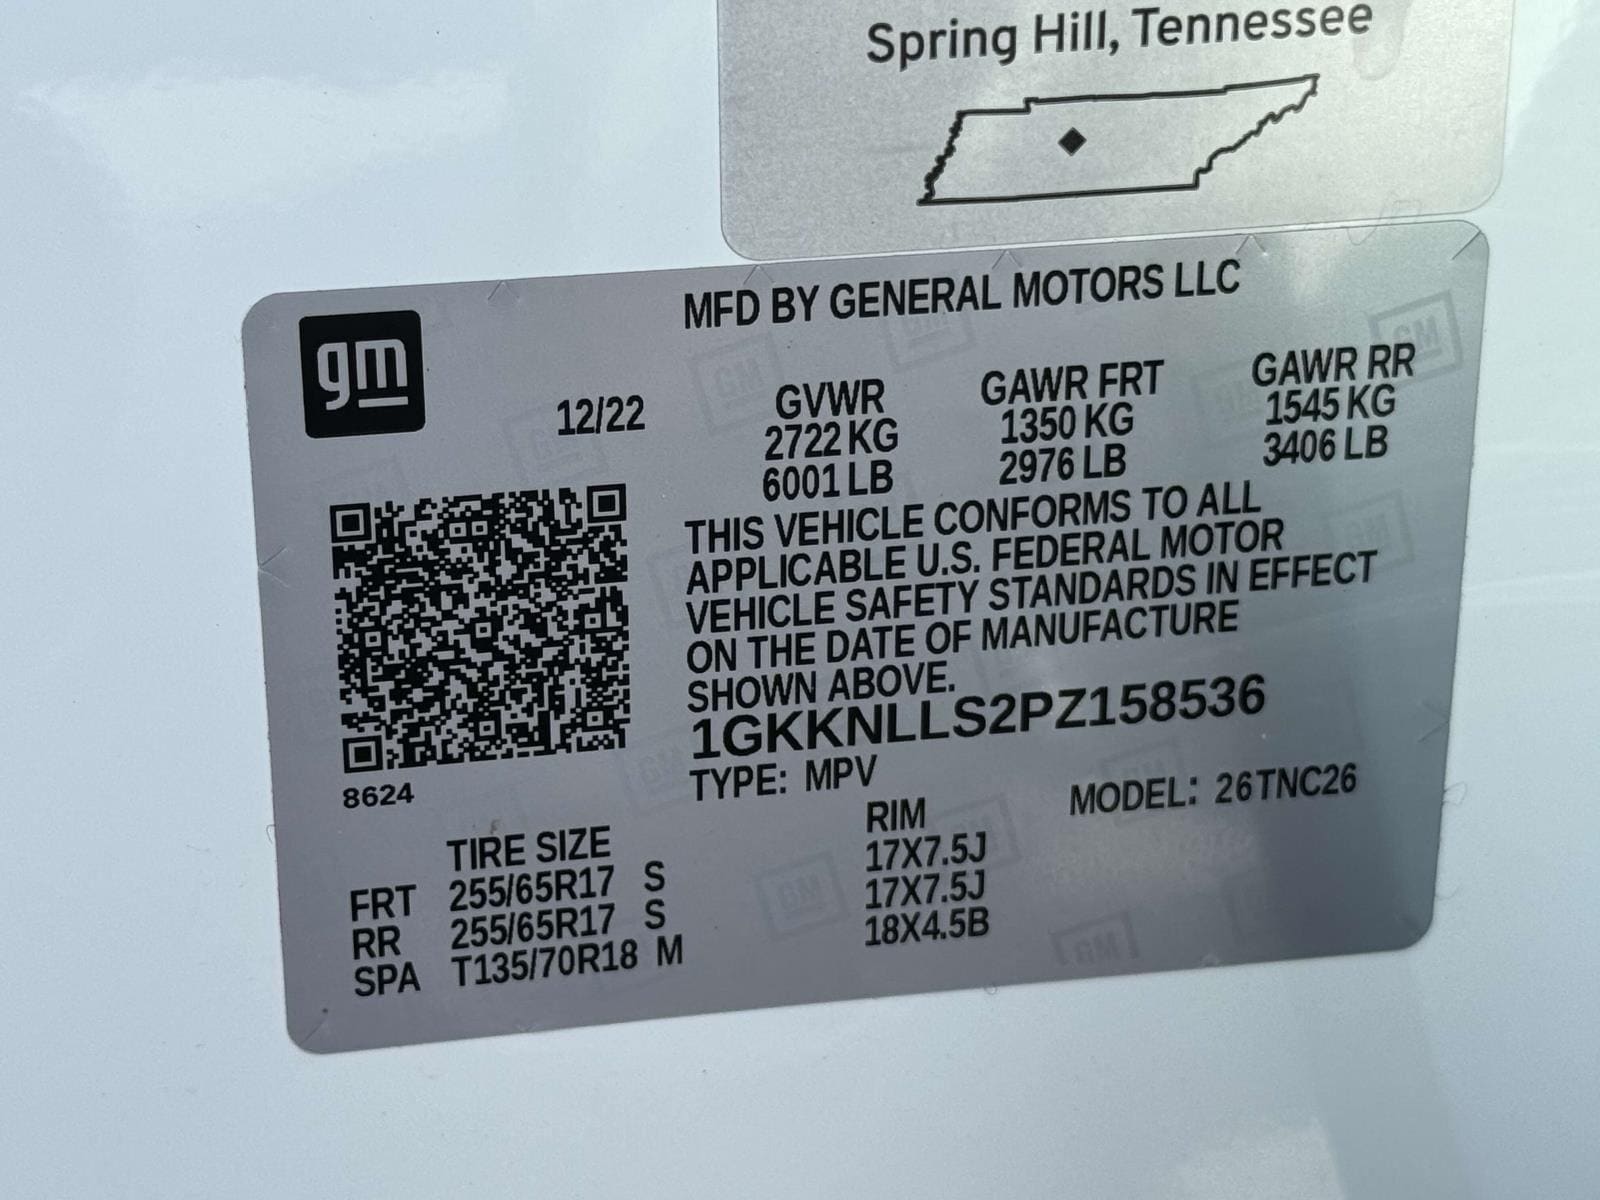 Spring Hill, Tennessee
MFD BY GENERAL MOTORS LLC
gm
12/22
GVWR
2722 KG
6001 LB
GAWR FRT
1350 KG
2976 LB
GAWR RR
1545 KG
3406 LB
THIS VEHICLE CONFORMS TO ALL
APPLICABLE U.S. FEDERAL MOTOR
VEHICLE SAFETY STANDARDS IN EFFECT
ON THE DATE OF MANUFACTURE
SHOWN ABOVE.
1GKKNLLS2PZ158536
TYPE: MPV
MODEL: 26TNC26
8624
TIRE SIZE RIM
FRT 255/65R17 S 17X7.5J
RR 255/65R17 S 17X7.5J
SPA T135/70R18 M 18X4.5B